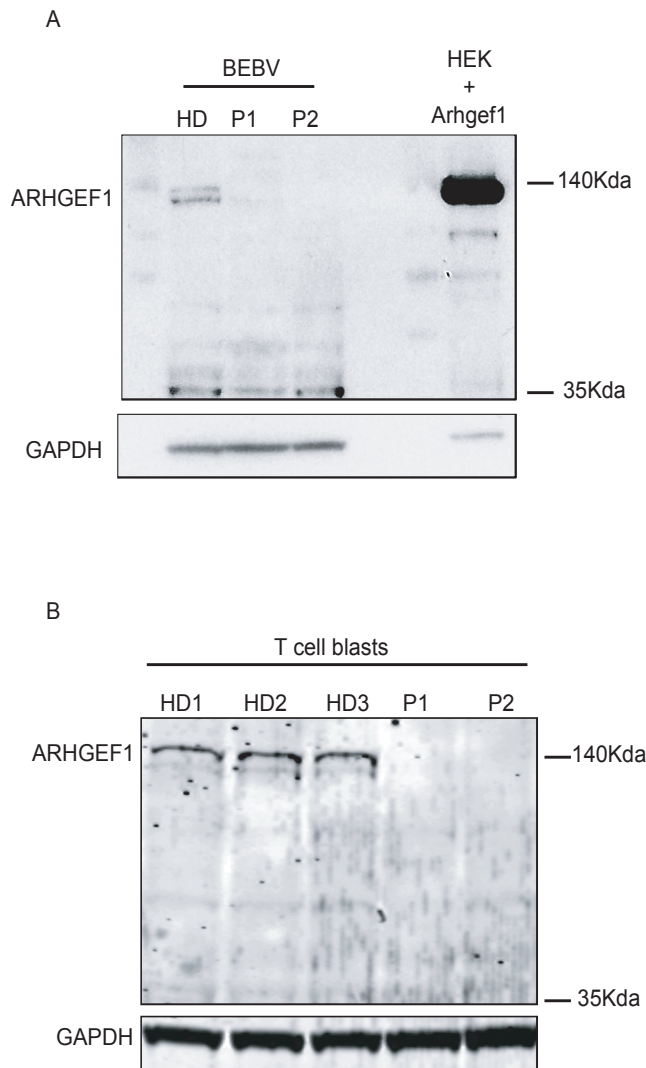 A
BEBV
HD P1 P2
HEK
+
Arhgef1
ARHGEF1
140Kda
35Kda
GAPDH
B
T cell blasts
HD1 HD2 HD3 P1 P2
ARHGEF1
140Kda
35Kda
GAPDH